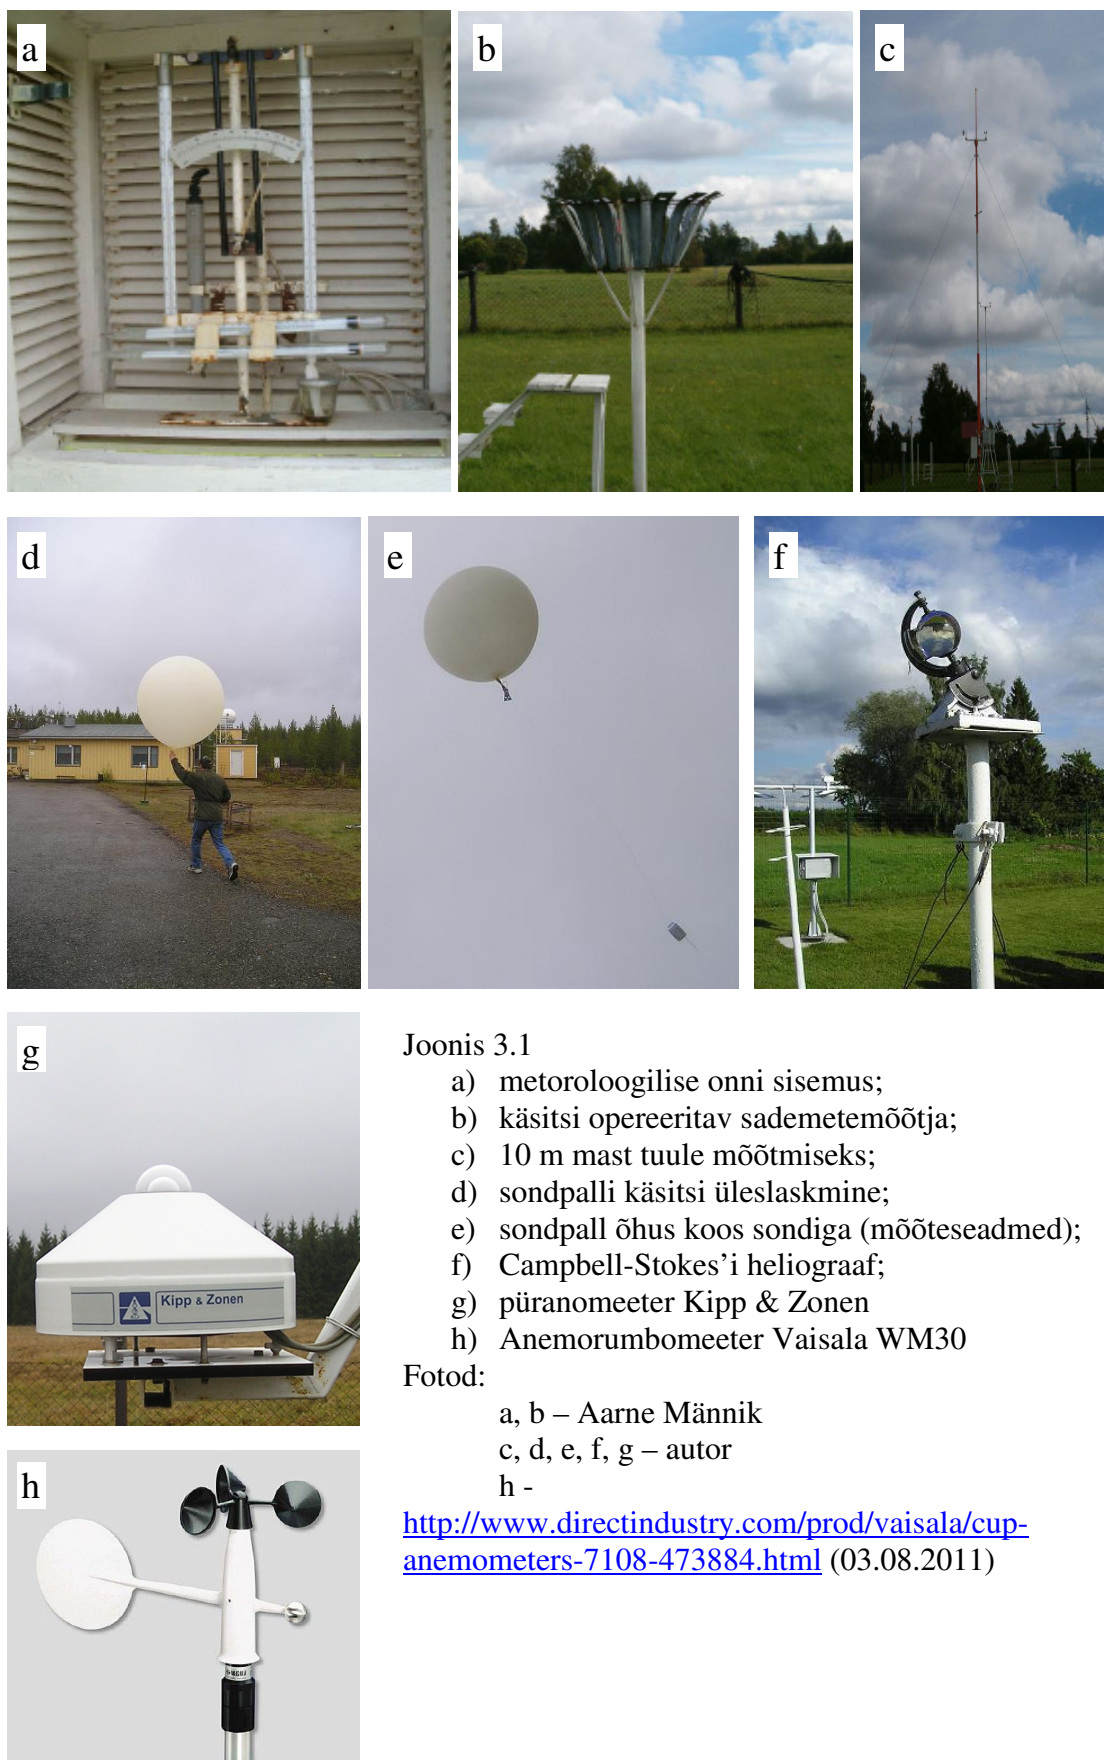 a
b
c
d
e
f
g
Kipp & Zonen
h
Joonis 3.1
a) metoroloogilise onni sisemus;
b) käsitsi opereeritav sademetemõõtja;
c) 10 m mast tuule mõõtmiseks;
d) sondpalli käsitsi üleslaskmine;
e) sondpall õhus koos sondiga (mõõteseadmed);
f) Campbell-Stokes’i heliograaf;
g) püranomeeter Kipp & Zonen
h) Anemorumbomeeter Vaisala WM30
Fotod:
a, b – Aarne Männik
c, d, e, f, g – autor
h -
http://www.directindustry.com/prod/vaisala/cup-
anemometers-7108-473884.html (03.08.2011)